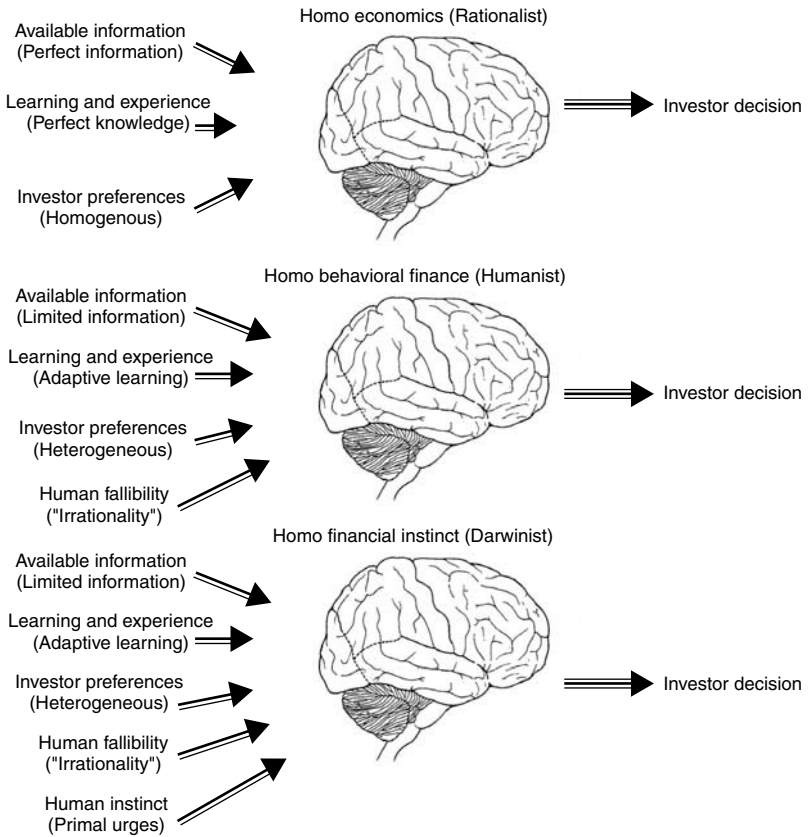 Homo economics (Rationalist)
Available information
(Perfect information)
Learning and experience
(Perfect knowledge)
Investor preferences
(Homogenous)
Investor decision
Homo behavioral finance (Humanist)
Available information
(Limited information)
Learning and experience
(Adaptive learning)
Investor preferences
(Heterogeneous)
Human fallibility
("Irrationality")
Investor decision
Homo financial instinct (Darwinist)
Available information
(Limited information)
Learning and experience
(Adaptive learning)
Investor preferences
(Heterogeneous)
Human fallibility
("Irrationality")
Human instinct
(Primal urges)
Investor decision